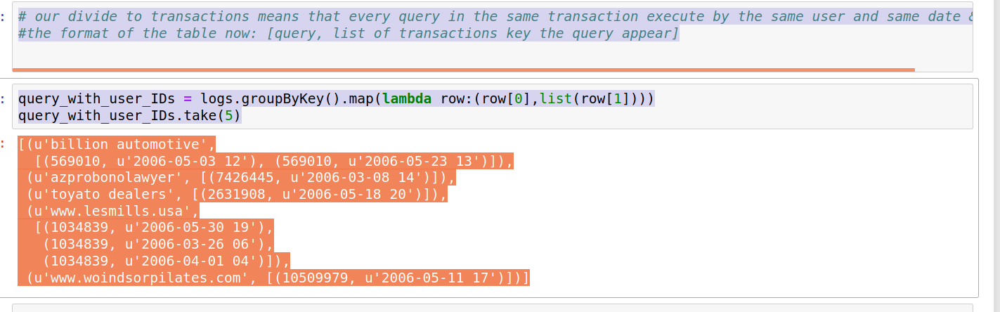 : # our divide to transactions means that every query in the same transaction execute by the same user and same date &
#the format of the table now: [query, list of transactions key the query appear]
: query_with_user_IDs = logs.groupByKey().map(lambda row:(row[0],list(row[1])))
query_with_user_IDs.take(5)
: [(u'billion automotive',
  [(569010, u'2006-05-03 12'), (569010, u'2006-05-23 13')]),
 (u'azprobonolawyer', [(7426445, u'2006-03-08 14')]),
 (u'toyato dealers', [(2631908, u'2006-05-18 20')]),
 (u'www.lesmills.usa',
  [(1034839, u'2006-05-30 19'),
   (1034839, u'2006-03-26 06'),
   (1034839, u'2006-04-01 04')]),
 (u'www.woindsorpilates.com', [(10509979, u'2006-05-11 17')])]